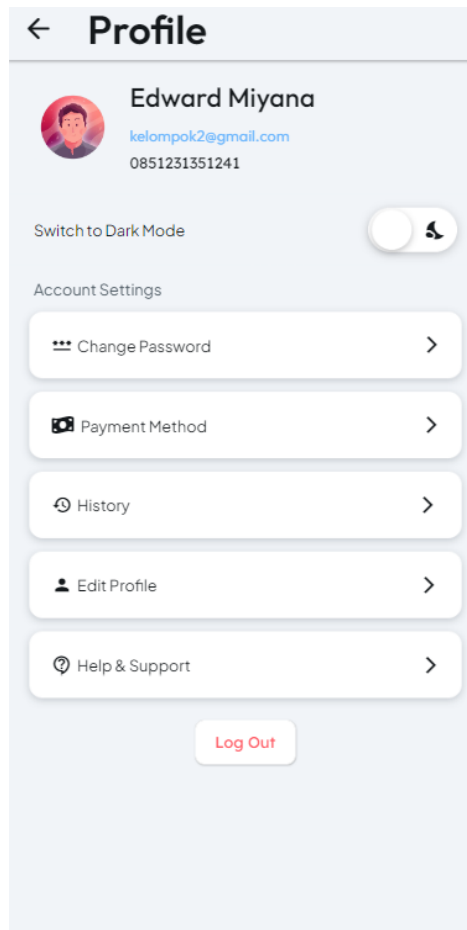 Profile
Edward Miyana
kelompok2@gmail.com
0851231351241
Switch to Dark Mode
Account Settings
Change Password
Payment Method
History
Edit Profile
Help & Support
Log Out